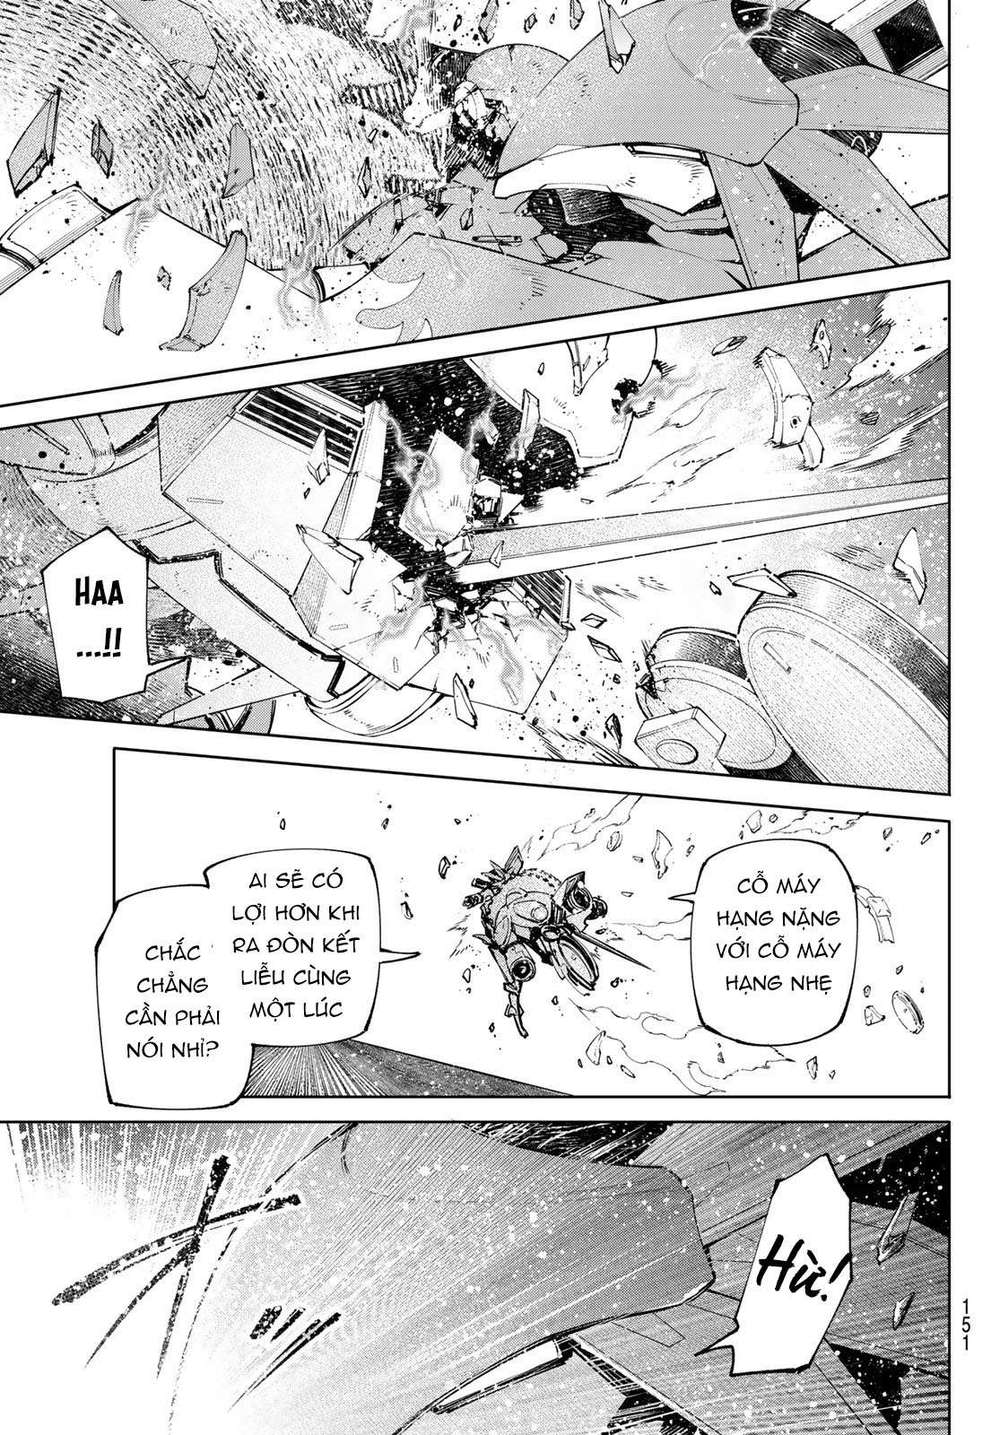 HAA
...!!
CỖ MÁY
HẠNG NẶNG
VỚI CỖ MÁY
HẠNG NHẸ
AI SẼ CÓ
LỢI HƠN KHI
RA ĐÒN KẾT
LIỄU CÙNG
MỘT LÚC
CHẮC
CHẲNG
CẦN PHẢI
NÓI NHỈ?
HỪ!
151